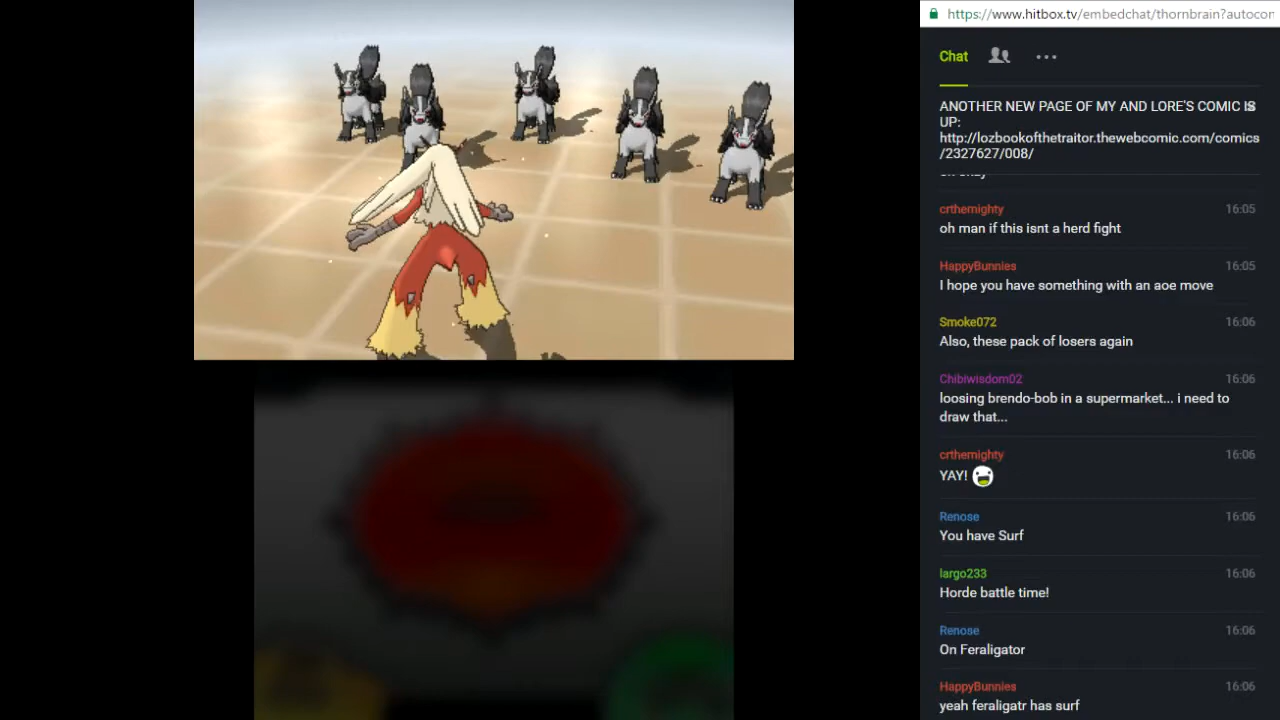 https://www.hitbox.tv/embedchat/thornbrain?autocon
Chat
ANOTHER NEW PAGE OF MY AND LORE'S COMIC IS
UP:
http://lozbookofthetraitor.thewebcomic.com/comics
/2327627/008/
crthemighty 16:05
oh man if this isnt a herd fight
HappyBunnies 16:05
I hope you have something with an aoe move
Smoke072 16:06
Also, these pack of losers again
Chibiwisdom02 16:06
loosing brendo-bob in a supermarket... i need to
draw that...
crthemighty 16:06
YAY!
Renose 16:06
You have Surf
largo233 16:06
Horde battle time!
Renose 16:06
On Feraligator
HappyBunnies 16:06
yeah feraligatr has surf